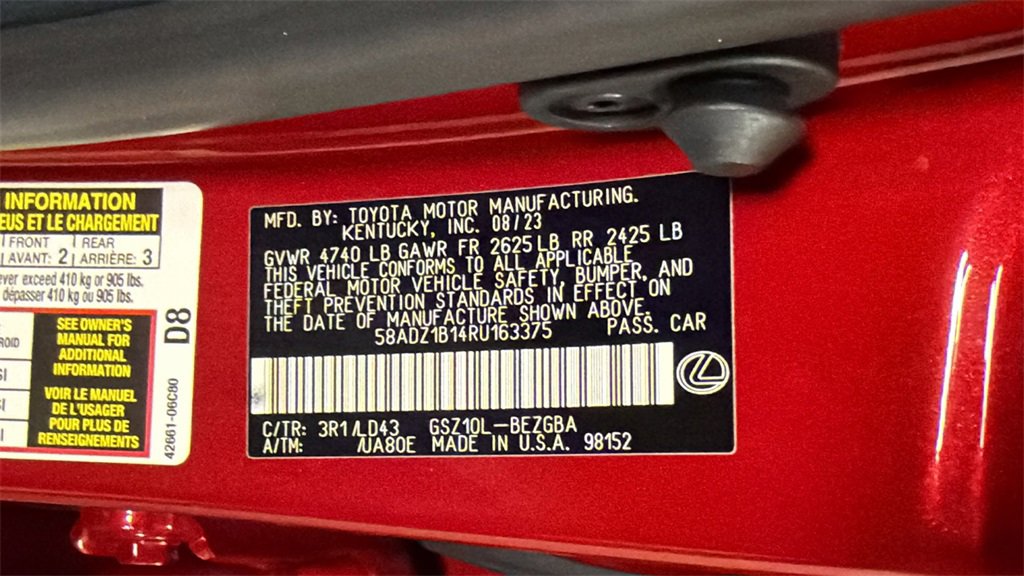 INFORMATION
EUS ET LE CHARGEMENT
FRONT
AVANT: 2
REAR
ARRIÈRE: 3
ever exceed 410 kg or 905 lbs.
dépasser 410 kg ou 905 lbs.
SEE OWNER'S
MANUAL FOR
ADDITIONAL
INFORMATION
VOIR LE MANUEL
DE L'USAGER
POUR PLUS DE
RENSEIGNEMENTS
D8
42661-06C80
MFD. BY: TOYOTA MOTOR MANUFACTURING.
KENTUCKY, INC. 08/23
GVWR 4740 LB GAWR FR 2625 LB RR 2425 LB
THIS VEHICLE CONFORMS TO ALL APPLICABLE
FEDERAL MOTOR VEHICLE SAFETY, BUMPER, AND
THEFT PREVENTION STANDARDS IN EFFECT ON
THE DATE OF MANUFACTURE SHOWN ABOVE.
58ADZ1B14RU163375 PASS. CAR
C/TR: 3R1/LD43 GSZ10L-BEZGBA
A/TM: /UA80E MADE IN U.S.A. 98152